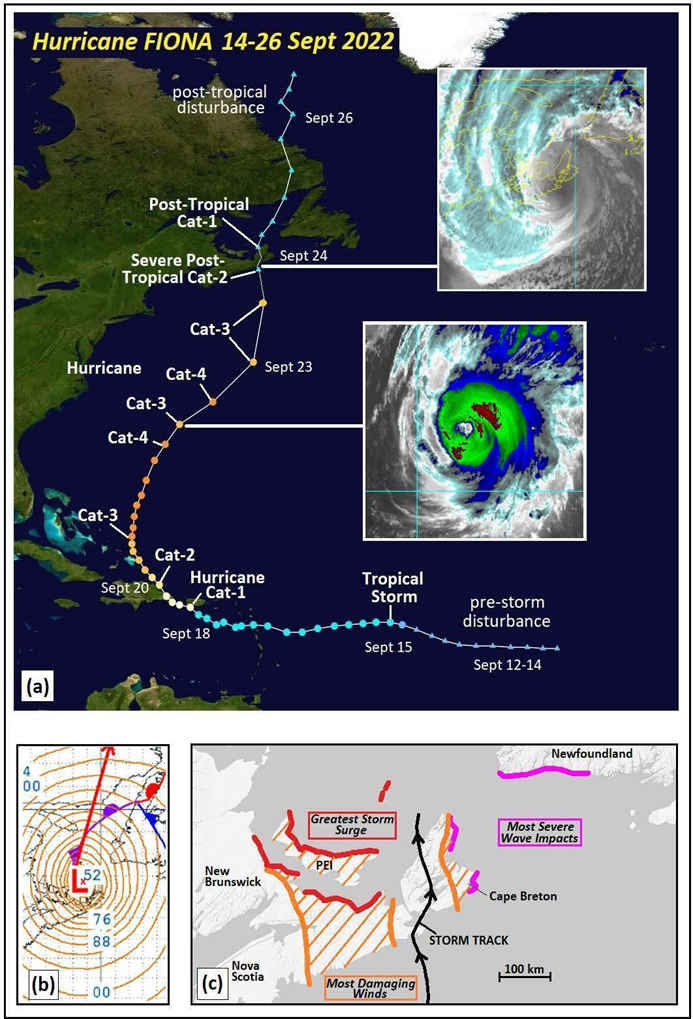 Hurricane FIONA 14-26 Sept 2022
post-tropical
disturbance
Sept 26
Post-Tropical
Cat-1
Sept 24
Severe Post-
Tropical Cat-2
Cat-3
Hurricane
Sept 23
Cat-4
Cat-3
Cat-4
Cat-3
Cat-2
Sept 20
Hurricane
Cat-1
Tropical
Storm
pre-storm
disturbance
Sept 18
Sept 15
Sept 12-14
(a)
4
00
L
x
52
76
88
00
(b)
Newfoundland
Greatest Storm
Surge
Most Severe
Wave Impacts
PEI
New
Brunswick
Cape Breton
STORM TRACK
Nova
Scotia
Most Damaging
Winds
100 km
(c)